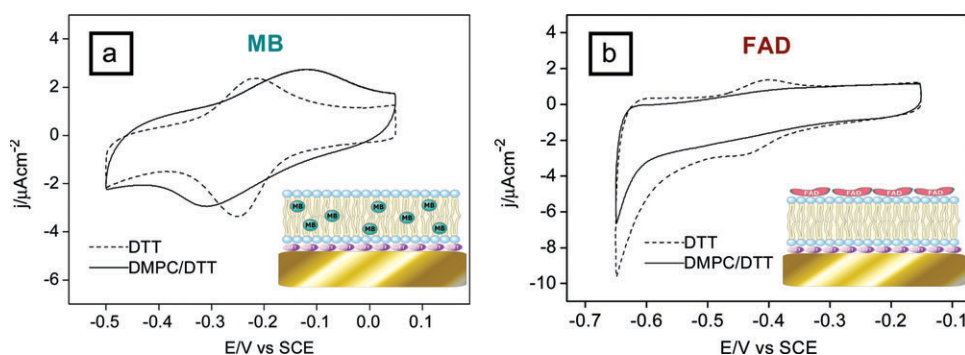 a
MB
j/μAcm⁻²
4
2
0
-2
-4
-6
DTT
DMPC/DTT
MB MB MB MB MB MB MB MB
-0.5 -0.4 -0.3 -0.2 -0.1 0.0 0.1
E/V vs SCE
b
FAD
j/μAcm⁻²
4
2
0
-2
-4
-6
-8
-10
FAD FAD FAD FAD
DTT
DMPC/DTT
-0.7 -0.6 -0.5 -0.4 -0.3 -0.2 -0.1
E/V vs SCE